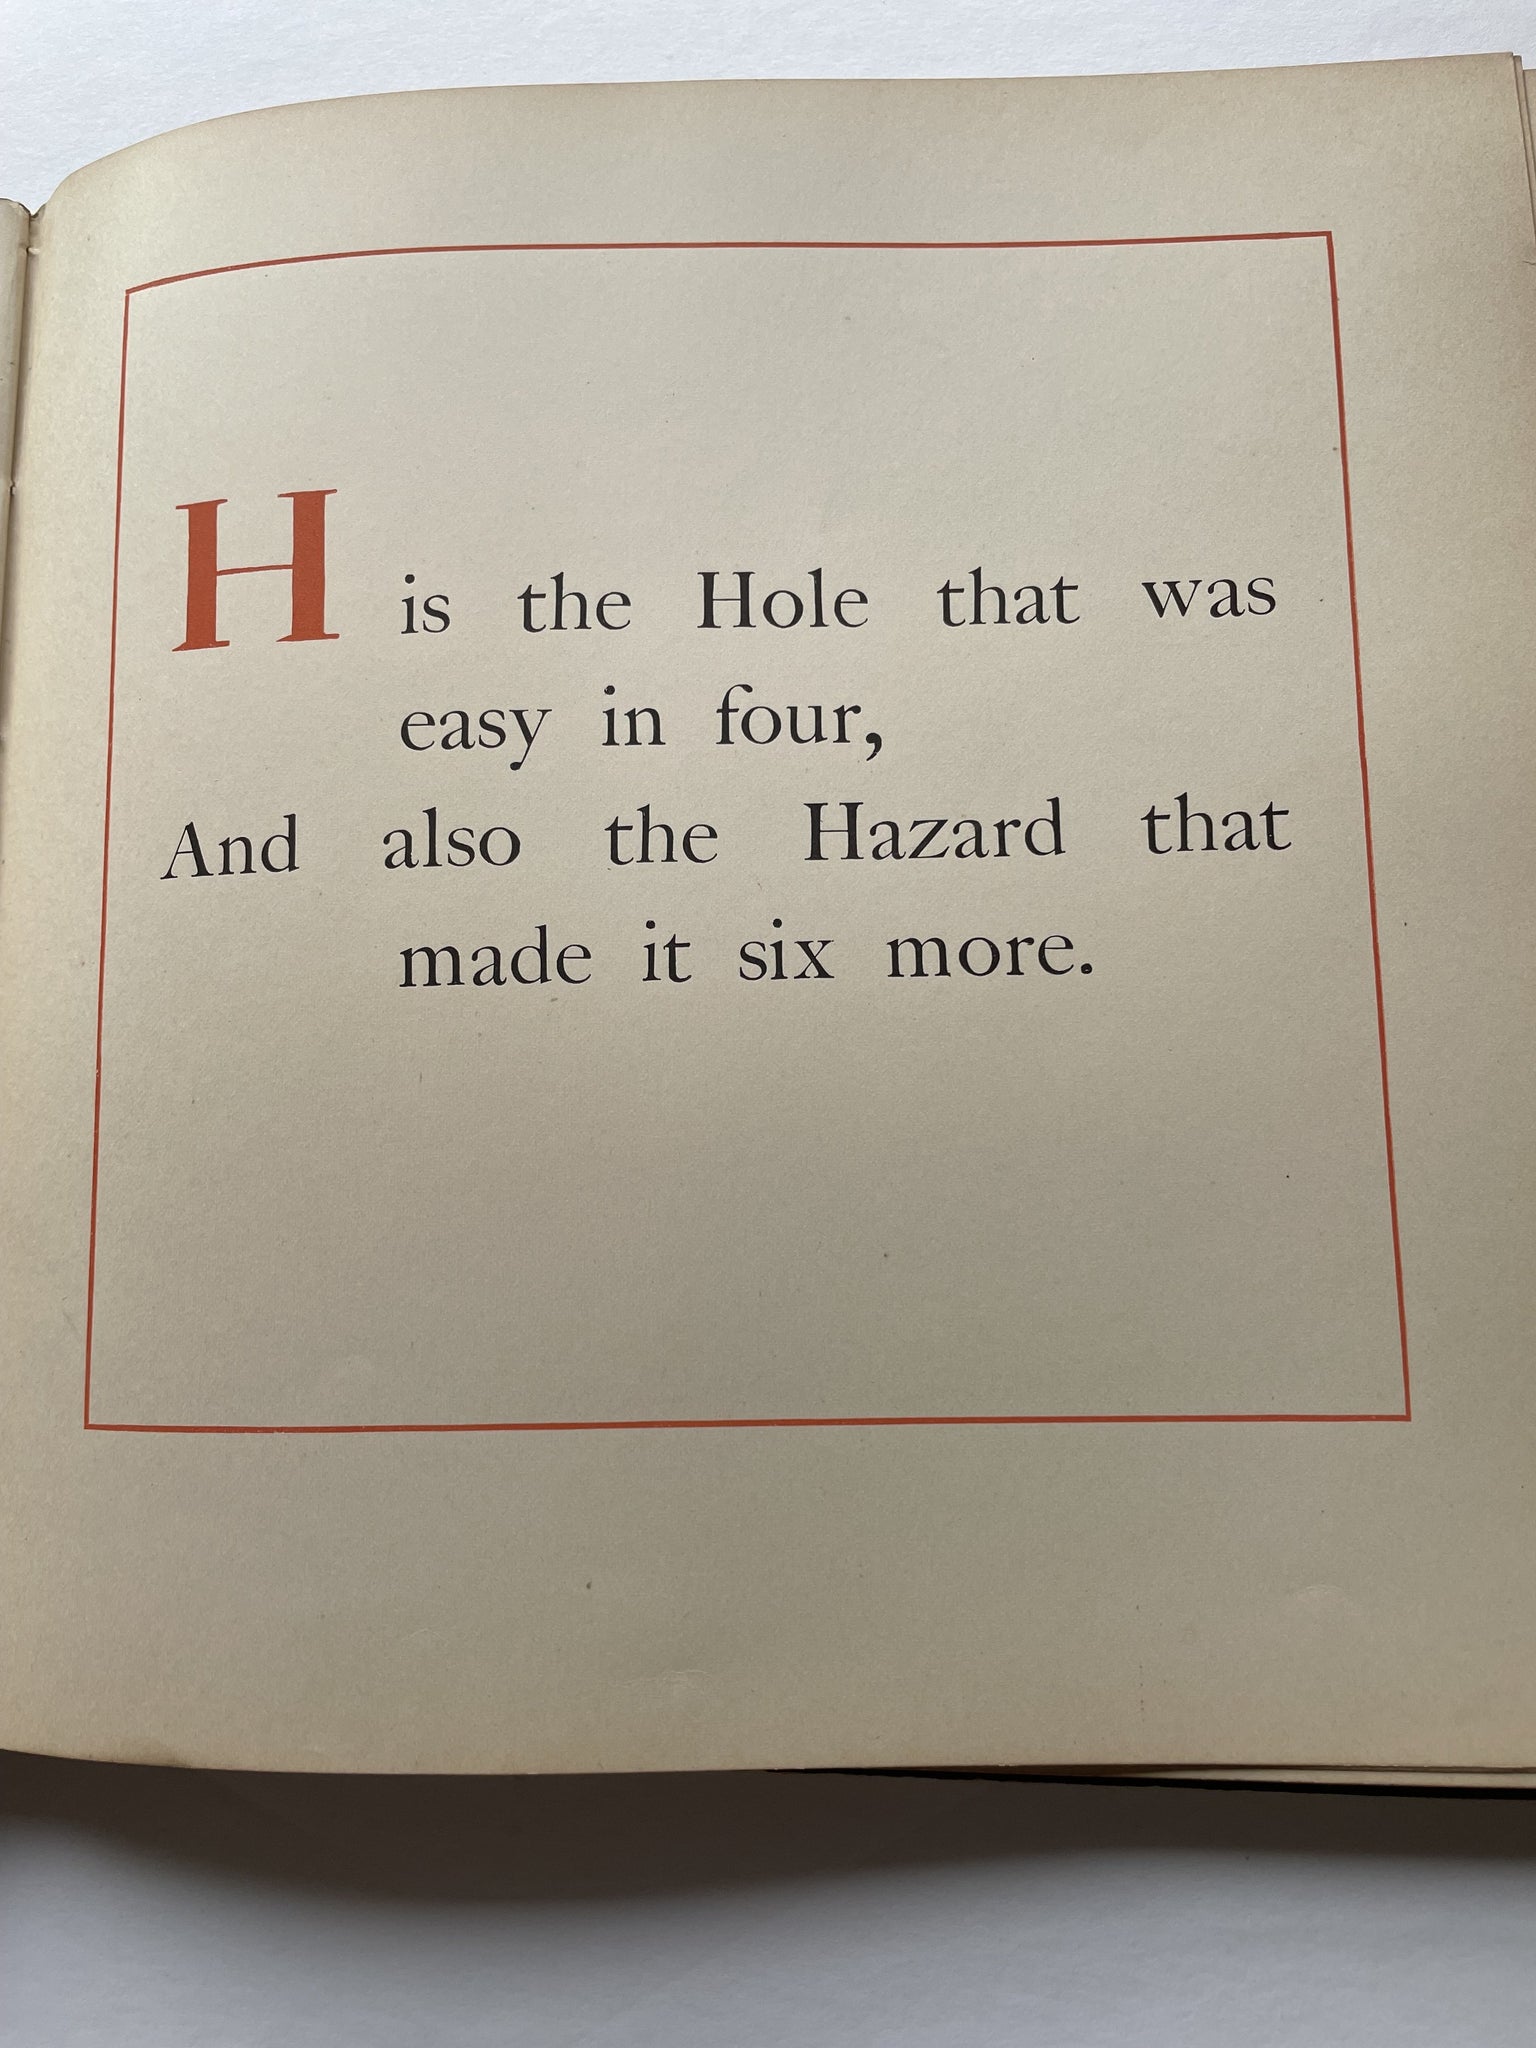 H is the Hole that was
easy in four,
And also the Hazard that
made it six more.